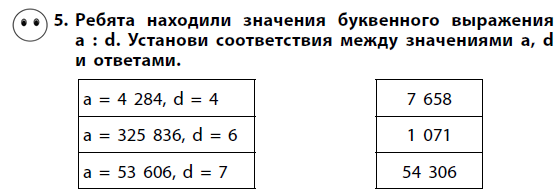 5. Ребята находили значения буквенного выражения
a : d. Установи соответствия между значениями a, d
и ответами.
a = 4 284, d = 4 7 658
a = 325 836, d = 6 1 071
a = 53 606, d = 7 54 306